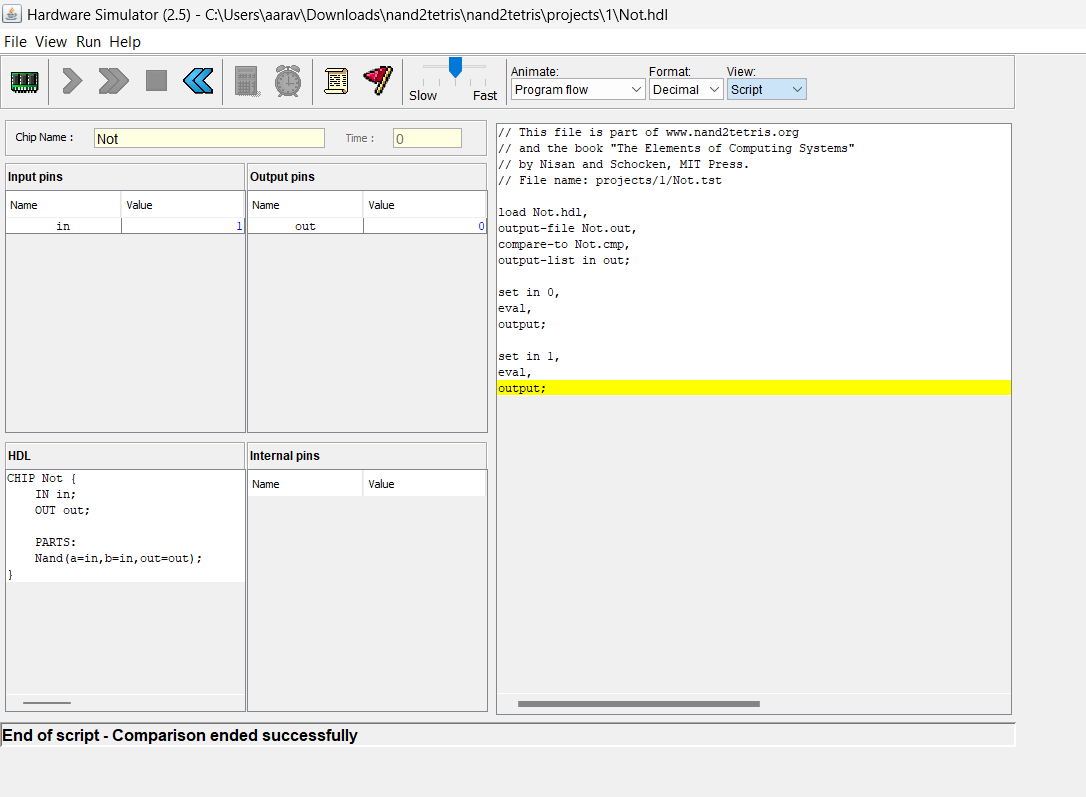 Hardware Simulator (2.5) - C:\Users\aarav\Downloads\nand2tetris\nand2tetris\projects\1\Not.hdl
File View Run Help
Slow Fast
Animate: Format: View:
Program flow Decimal Script
Chip Name : Not Time : 0
Input pins
Name Value
in 1
Output pins
Name Value
out 0
HDL
CHIP Not {
    IN in;
    OUT out;

    PARTS:
    Nand(a=in,b=in,out=out);
}
Internal pins
Name Value
// This file is part of www.nand2tetris.org
// and the book "The Elements of Computing Systems"
// by Nisan and Schocken, MIT Press.
// File name: projects/1/Not.tst

load Not.hdl,
output-file Not.out,
compare-to Not.cmp,
output-list in out;

set in 0,
eval,
output;

set in 1,
eval,
output;
End of script - Comparison ended successfully